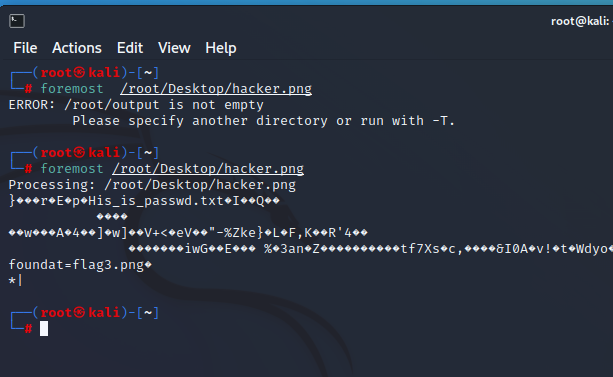 root@kali:
File Actions Edit View Help
┌──(root㉿kali)-[~]
└─# foremost /root/Desktop/hacker.png
ERROR: /root/output is not empty
Please specify another directory or run with -T.
┌──(root㉿kali)-[~]
└─# foremost /root/Desktop/hacker.png
Processing: /root/Desktop/hacker.png
}���r�E�p�His_is_passwd.txt�I��Q��
����
��w���A�4��]�w]��V+<�eV��"-%Zke}�L�F,K��R'4��
�������iwG��E��� %�3an�Z���������tf7Xs�c,����&I0A�v!�t�Wdyo�
foundat=flag3.png�
*|
┌──(root㉿kali)-[~]
└─#